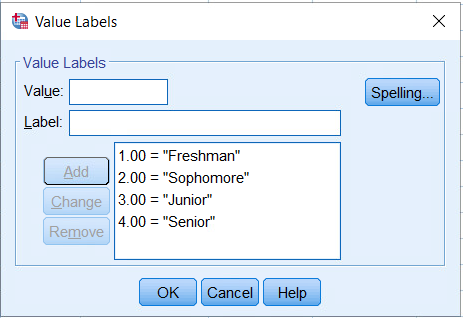 Value Labels
Value Labels
Value:
Spelling...
Label:
Add
Change
Remove
1.00 = "Freshman"
2.00 = "Sophomore"
3.00 = "Junior"
4.00 = "Senior"
OK Cancel Help